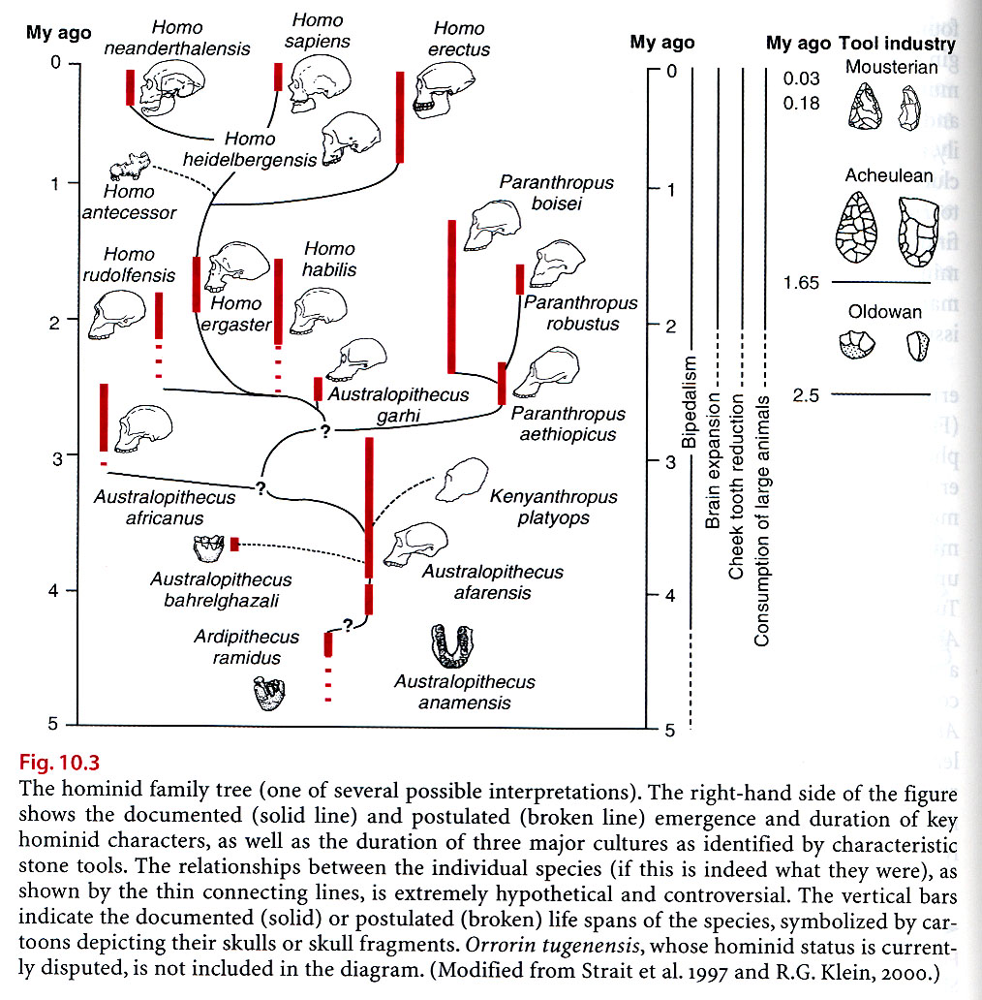 My ago
Homo
neanderthalensis
Homo
sapiens
Homo
erectus
0
Homo
heidelbergensis
1
Homo
antecessor
Paranthropus
boisei
Homo
rudolfensis
Homo
ergaster
Homo
habilis
Paranthropus
robustus
2
Australopithecus
garhi
Paranthropus
aethiopicus
?
3
?
Australopithecus
africanus
Kenyanthropus
platyops
Australopithecus
bahrelghazali
Australopithecus
afarensis
4
?
Ardipithecus
ramidus
Australopithecus
anamensis
5
My ago
0
1
2
3
4
5
Bipedalism
Brain expansion
Cheek tooth reduction
Consumption of large animals
My ago Tool industry
Mousterian
0.03
0.18
Acheulean
1.65
Oldowan
2.5
Fig. 10.3
The hominid family tree (one of several possible interpretations). The right-hand side of the figure
shows the documented (solid line) and postulated (broken line) emergence and duration of key
hominid characters, as well as the duration of three major cultures as identified by characteristic
stone tools. The relationships between the individual species (if this is indeed what they were), as
shown by the thin connecting lines, is extremely hypothetical and controversial. The vertical bars
indicate the documented (solid) or postulated (broken) life spans of the species, symbolized by car-
toons depicting their skulls or skull fragments. Orrorin tugenensis, whose hominid status is current-
ly disputed, is not included in the diagram. (Modified from Strait et al. 1997 and R.G. Klein, 2000.)